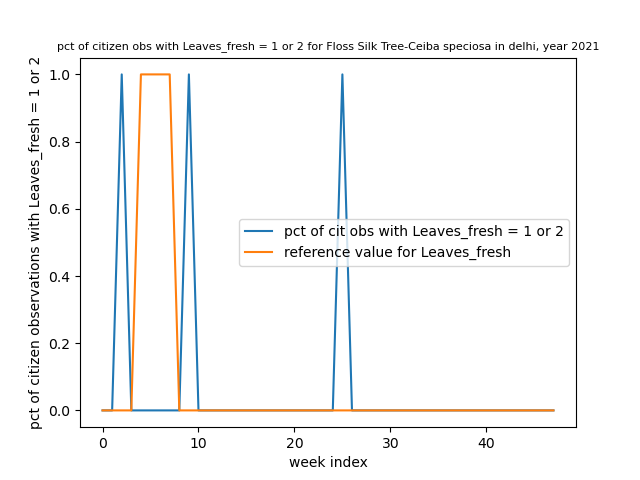 pct of citizen obs with Leaves_fresh = 1 or 2 for Floss Silk Tree-Ceiba speciosa in delhi, year 2021
pct of citizen observations with Leaves_fresh = 1 or 2
1.0
0.8
0.6
0.4
0.2
0.0
pct of cit obs with Leaves_fresh = 1 or 2
reference value for Leaves_fresh
0
10
20
30
40
week index